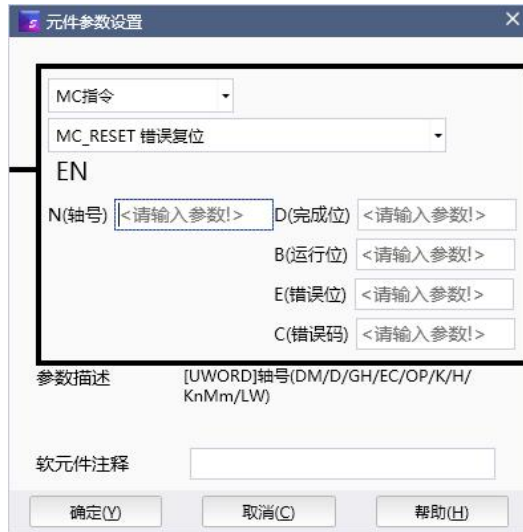 元件参数设置
MC指令
MC_RESET 错误复位
EN
N(轴号) <请输入参数!> D(完成位) <请输入参数!>
B(运行位) <请输入参数!>
E(错误位) <请输入参数!>
C(错误码) <请输入参数!>
参数描述 [UWORD]轴号(DM/D/GH/EC/OP/K/H/
KnMm/LW)
软元件注释
确定(Y) 取消(C) 帮助(H)